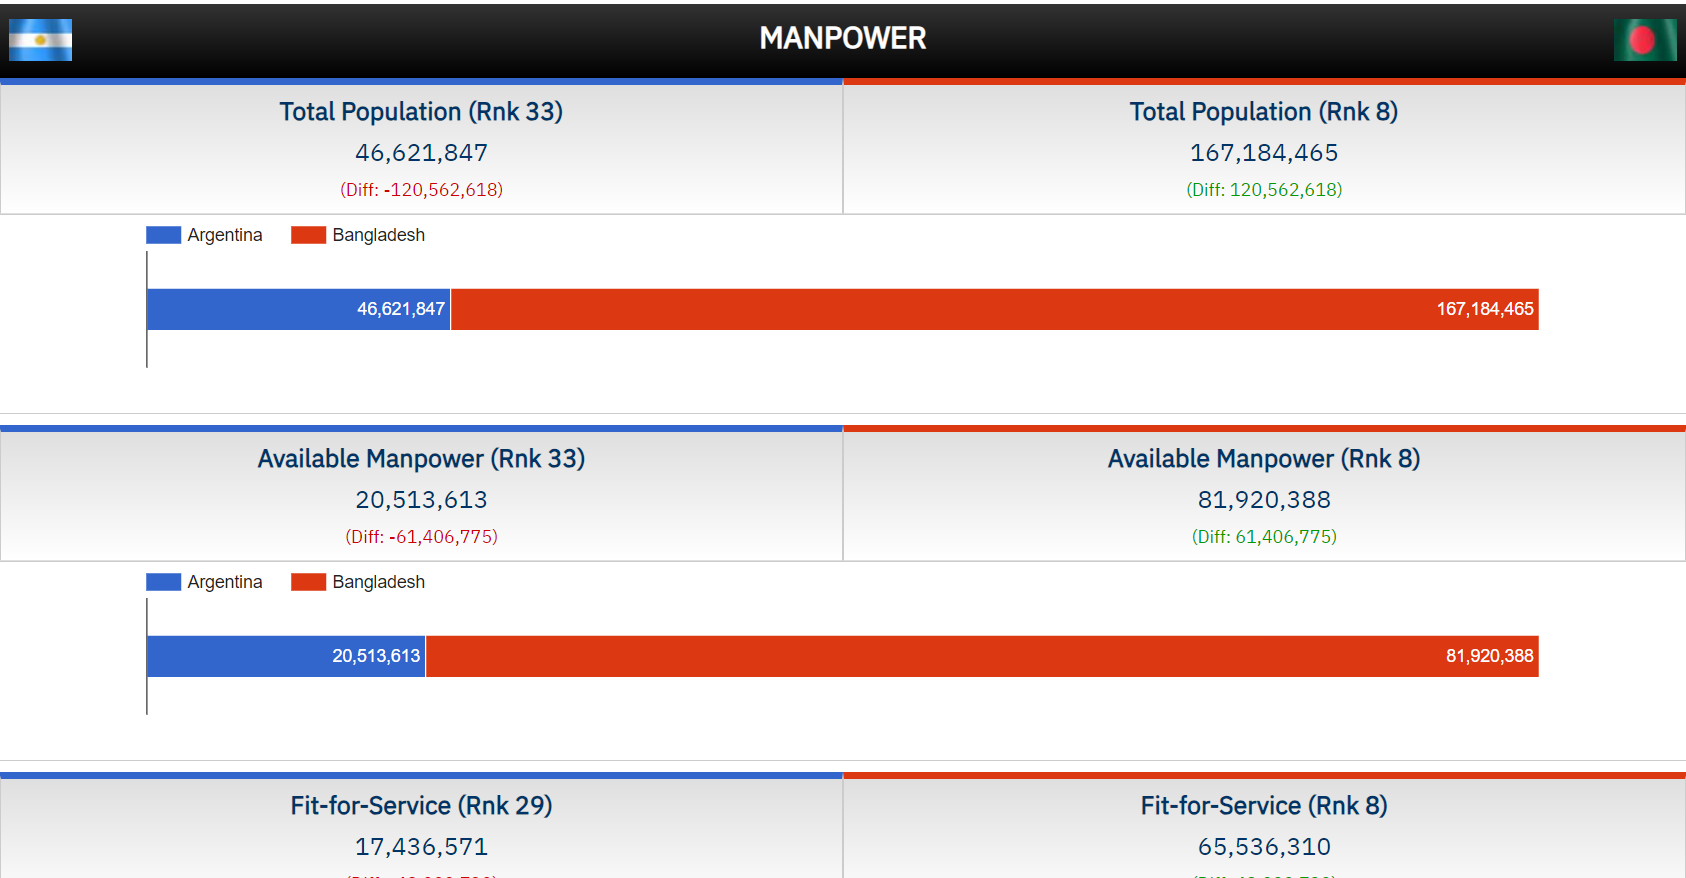 MANPOWER
Total Population (Rnk 33)
46,621,847
(Diff: -120,562,618)
Total Population (Rnk 8)
167,184,465
(Diff: 120,562,618)
Argentina
Bangladesh
46,621,847
167,184,465
Available Manpower (Rnk 33)
20,513,613
(Diff: -61,406,775)
Available Manpower (Rnk 8)
81,920,388
(Diff: 61,406,775)
Argentina
Bangladesh
20,513,613
81,920,388
Fit-for-Service (Rnk 29)
17,436,571
Fit-for-Service (Rnk 8)
65,536,310